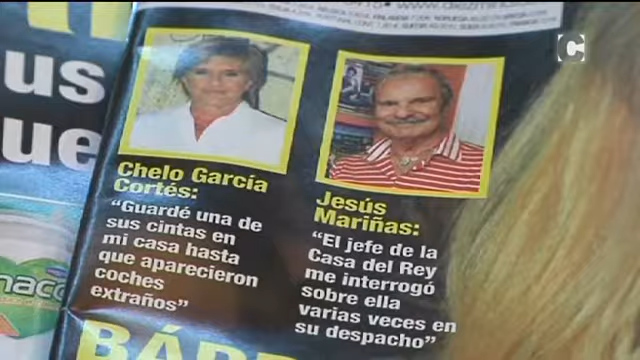 us
que
Chelo García
Cortés:
"Guardé una de
sus cintas en
mi casa hasta
que aparecieron
coches
extraños"
Jesús
Mariñas:
"El jefe de la
Casa del Rey
me interrogó
sobre ella
varias veces en
su despacho"
C